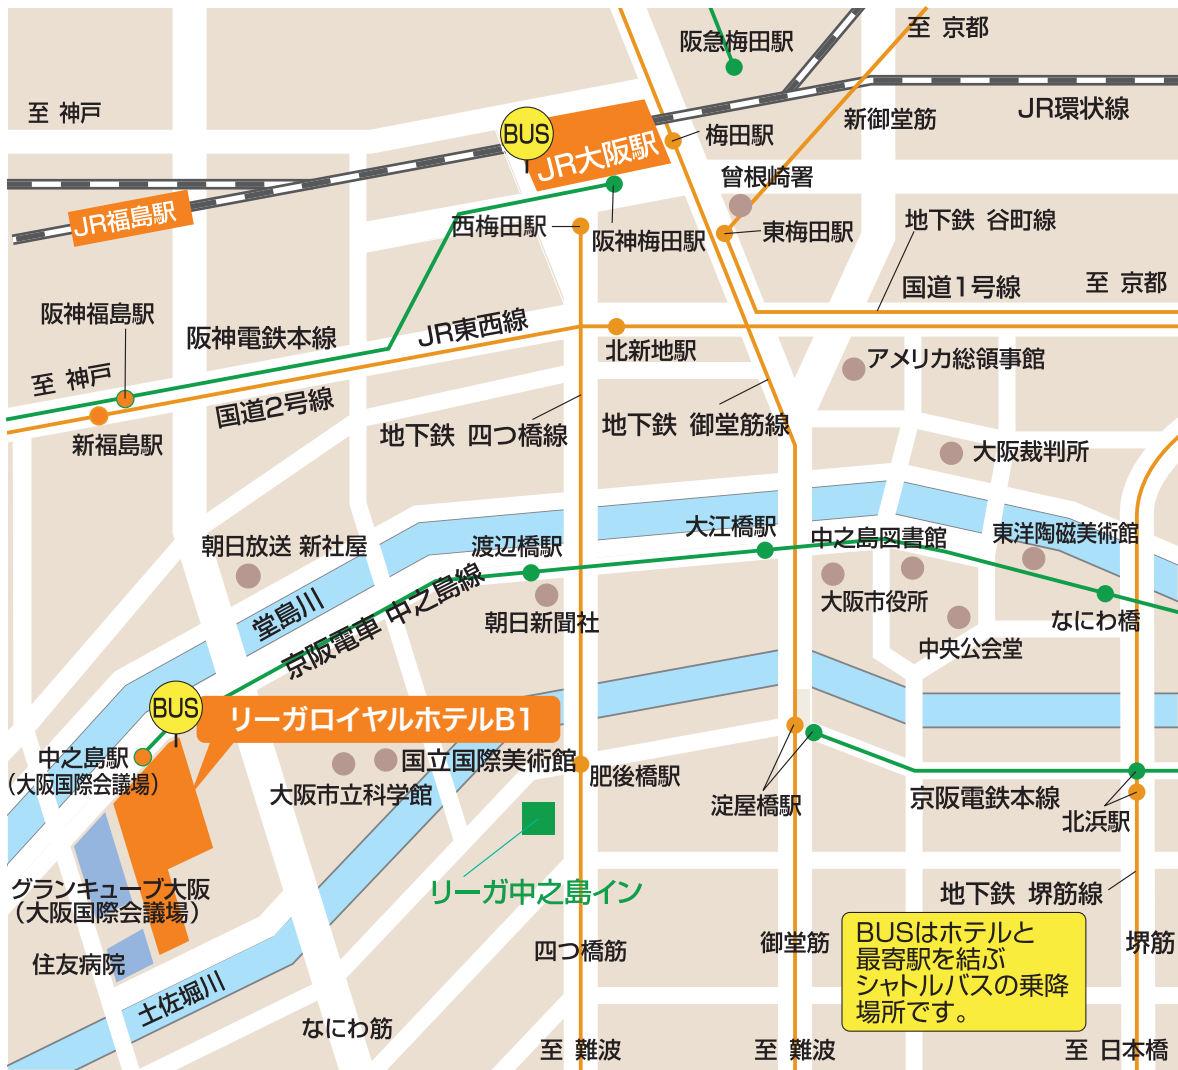 至 京都
阪急梅田駅
至 神戸
JR環状線
新御堂筋
BUS
梅田駅
JR大阪駅
曾根崎署
JR福島駅
西梅田駅
阪神梅田駅
東梅田駅
地下鉄 谷町線
国道1号線
至 京都
阪神福島駅
阪神電鉄本線
JR東西線
北新地駅
アメリカ総領事館
至 神戸
国道2号線
新福島駅
地下鉄 四つ橋線
地下鉄 御堂筋線
大阪裁判所
朝日放送 新社屋
渡辺橋駅
大江橋駅
中之島図書館
東洋陶磁美術館
堂島川
京阪電車 中之島線
朝日新聞社
大阪市役所
なにわ橋
中央公会堂
BUS
リーガロイヤルホテルB1
中之島駅
(大阪国際会議場)
国立国際美術館
肥後橋駅
大阪市立科学館
淀屋橋駅
京阪電鉄本線
北浜駅
グランキューブ大阪
(大阪国際会議場)
リーガ中之島イン
地下鉄 堺筋線
住友病院
四つ橋筋
御堂筋
BUSはホテルと
最寄駅を結ぶ
シャトルバスの乗降
場所です。
堺筋
土佐堀川
なにわ筋
至 難波
至 難波
至 日本橋